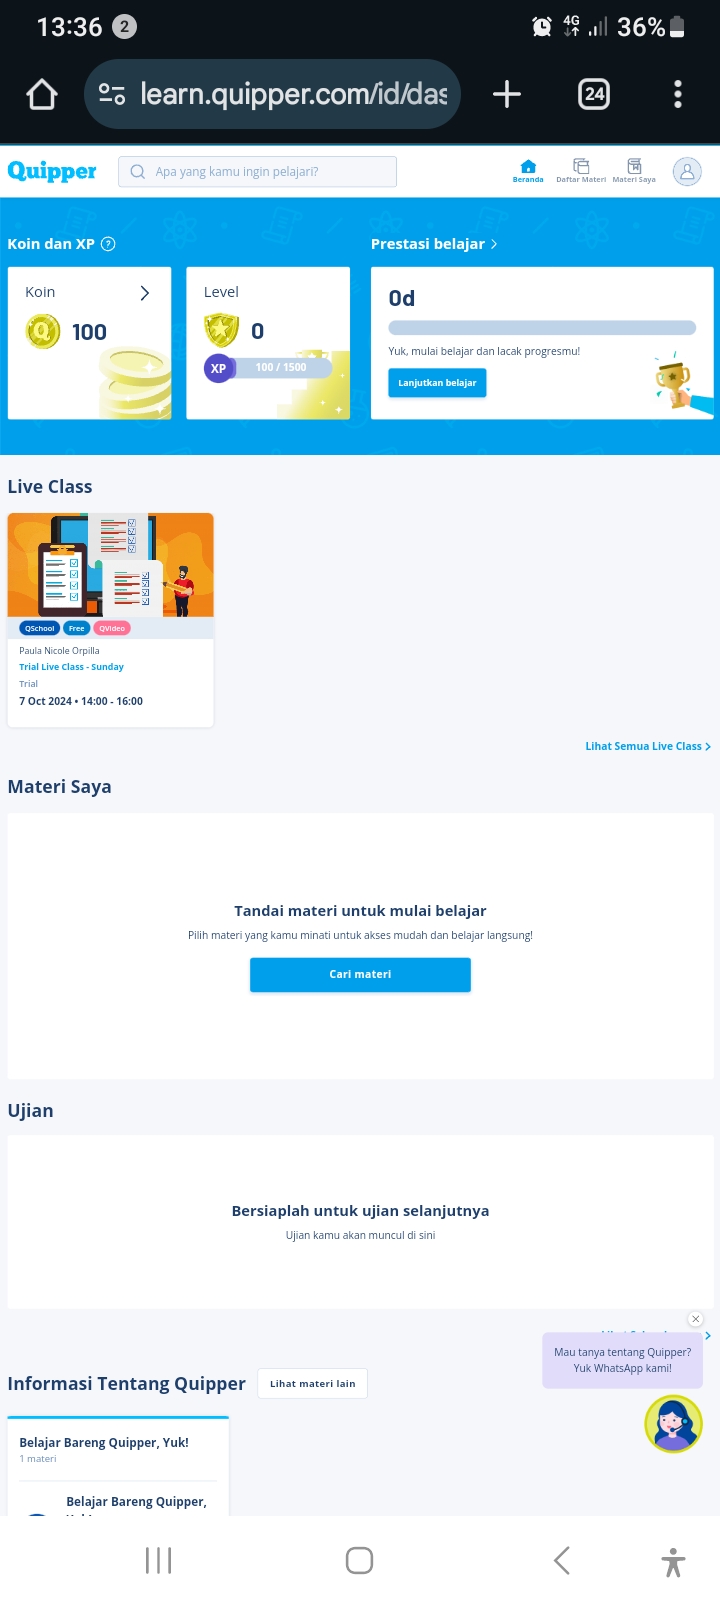 13:36 2 4G 36%
learn.quipper.com/id/das
24
Quipper
Apa yang kamu ingin pelajari?
Beranda Daftar Materi Materi Saya
Koin dan XP ?
Prestasi belajar
Koin
Q 100
Level
0
XP 100 / 1500
0d
Yuk, mulai belajar dan lacak progresmu!
Lanjutkan belajar
Live Class
QSchool Free QVideo
Paula Nicole Orpilla
Trial Live Class - Sunday
Trial
7 Oct 2024 • 14:00 - 16:00
Lihat Semua Live Class
Materi Saya
Tandai materi untuk mulai belajar
Pilih materi yang kamu minati untuk akses mudah dan belajar langsung!
Cari materi
Ujian
Bersiaplah untuk ujian selanjutnya
Ujian kamu akan muncul di sini
Mau tanya tentang Quipper?
Yuk WhatsApp kami!
Informasi Tentang Quipper
Lihat materi lain
Belajar Bareng Quipper, Yuk!
1 materi
Belajar Bareng Quipper,